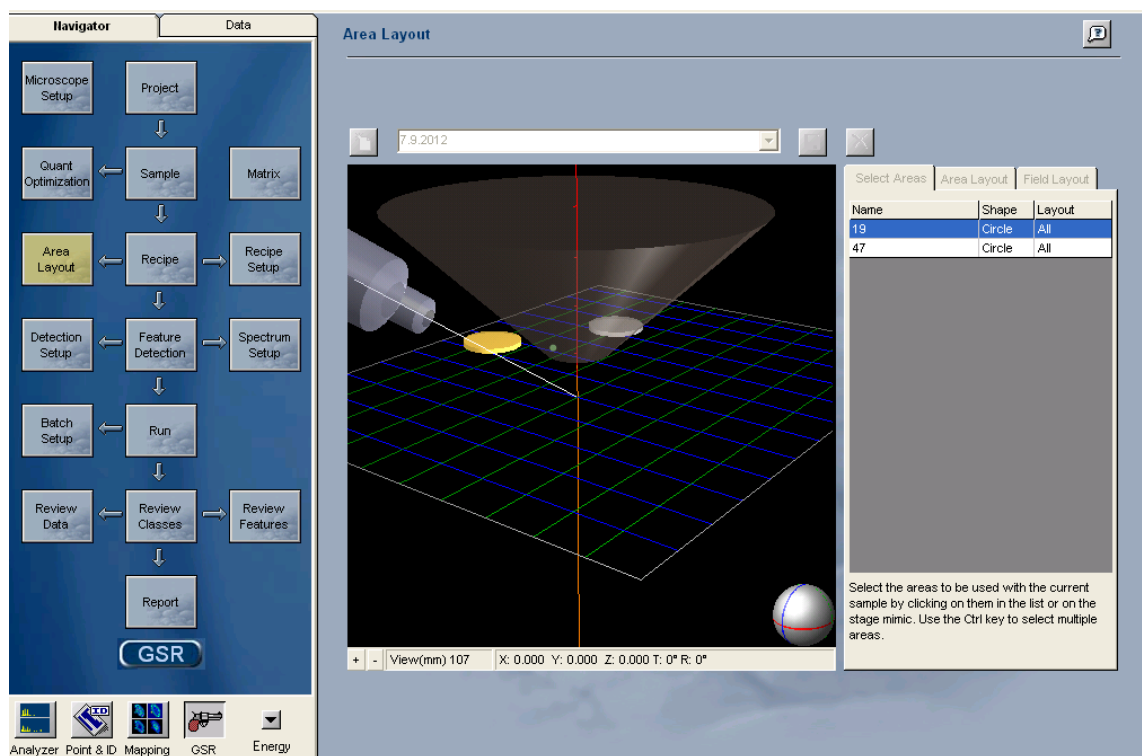 Navigator
Data
Microscope
Setup
Project
Quant
Optimization
Sample
Matrix
Area
Layout
Recipe
Recipe
Setup
Detection
Setup
Feature
Detection
Spectrum
Setup
Batch
Setup
Run
Review
Data
Review
Classes
Review
Features
Report
GSR
Analyzer
Point & ID
Mapping
GSR
Energy
Area Layout
7.9.2012
Select Areas
Area Layout
Field Layout
Name Shape Layout
19 Circle All
47 Circle All
Select the areas to be used with the current
sample by clicking on them in the list or on the
stage mimic. Use the Ctrl key to select multiple
areas.
+ - View(mm) 107 X: 0.000 Y: 0.000 Z: 0.000 T: 0° R: 0°